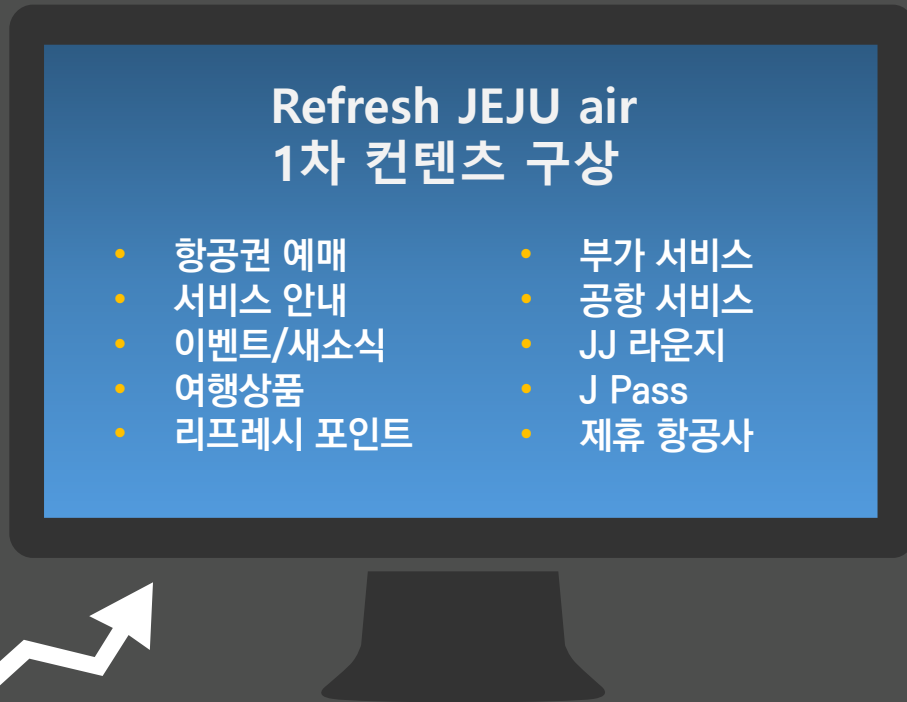 Refresh JEJU air
1차 컨텐츠 구상
• 항공권 예매
• 서비스 안내
• 이벤트/새소식
• 여행상품
• 리프레시 포인트
• 부가 서비스
• 공항 서비스
• JJ 라운지
• J Pass
• 제휴 항공사